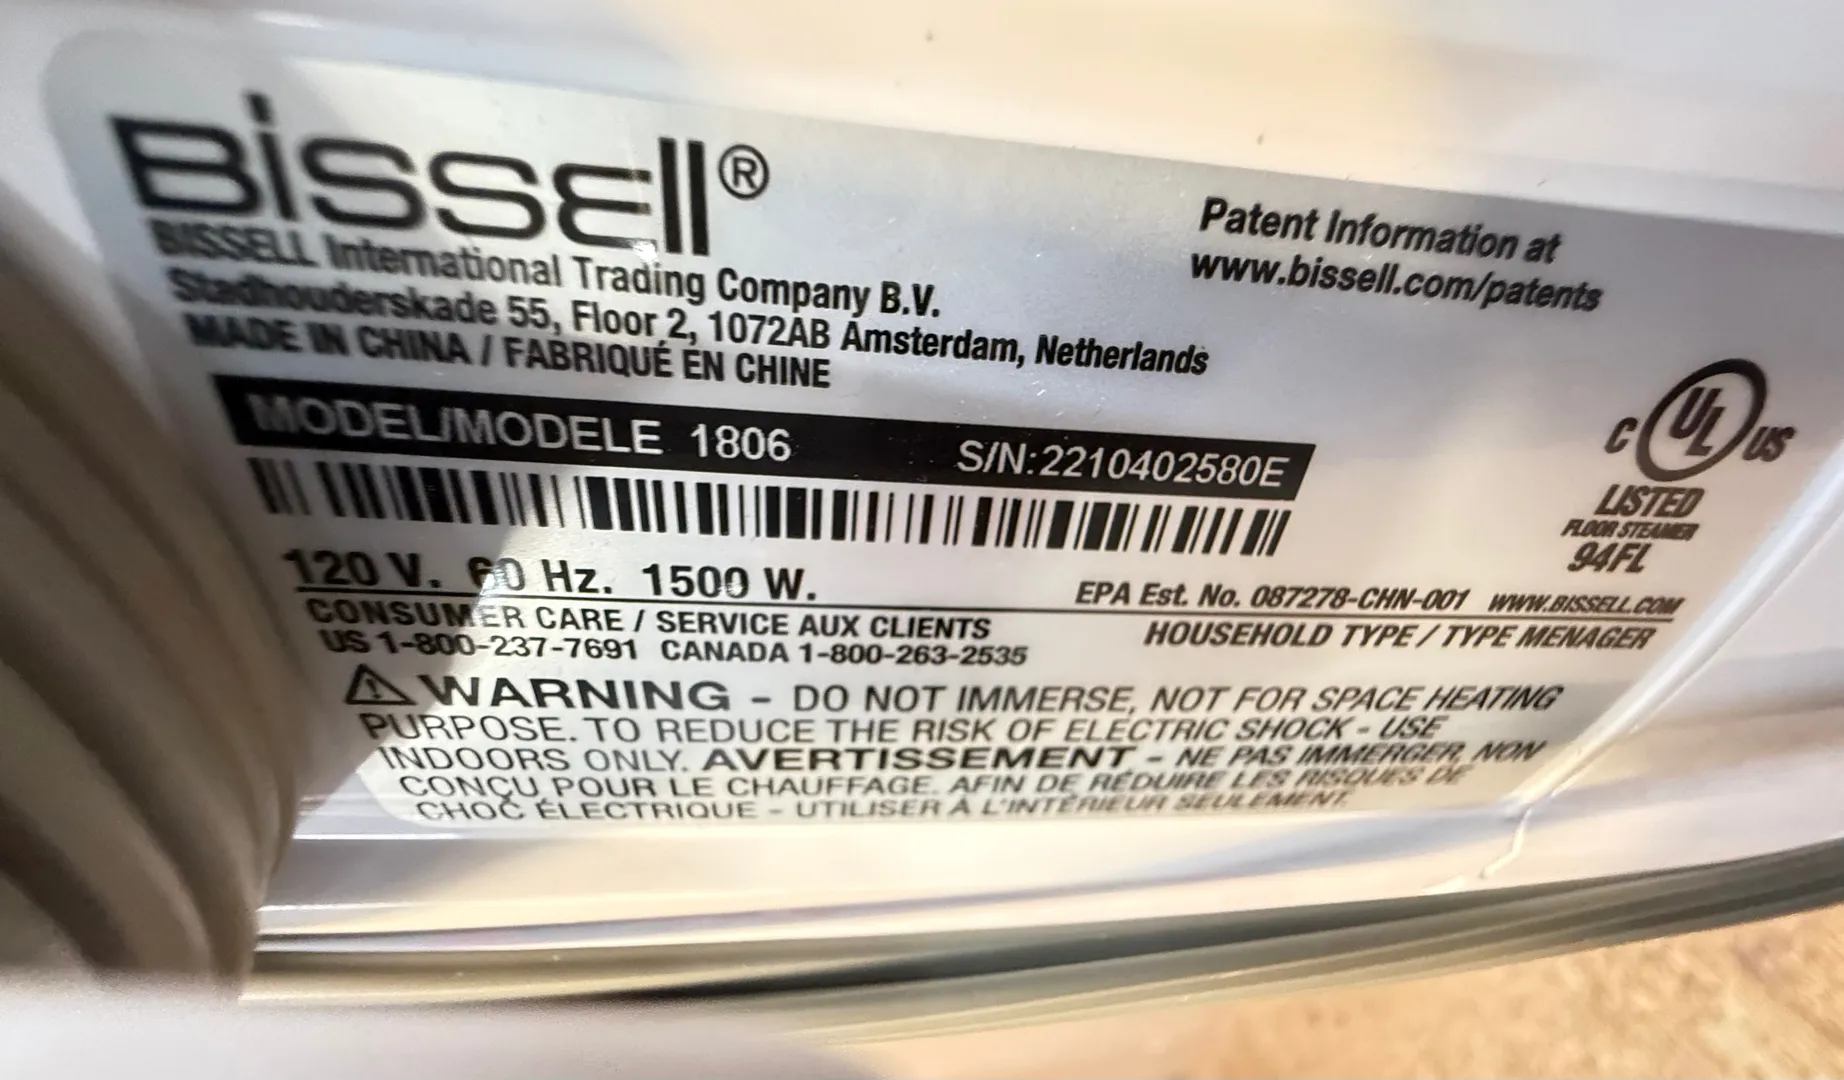 Bissell®
BISSELL International Trading Company B.V.
Stadhouderskade 55, Floor 2, 1072AB Amsterdam, Netherlands
MADE IN CHINA / FABRIQUÉ EN CHINE
Patent Information at
www.bissell.com/patents
MODEL/MODELE 1806 S/N:2210402580E
C UL US
LISTED
FLOOR STEAMER
94FL
120 V. 60 Hz. 1500 W.
EPA Est. No. 087278-CHN-001 WWW.BISSELL.COM
CONSUMER CARE / SERVICE AUX CLIENTS
US 1-800-237-7691 CANADA 1-800-263-2535
HOUSEHOLD TYPE / TYPE MENAGER
WARNING - DO NOT IMMERSE, NOT FOR SPACE HEATING
PURPOSE. TO REDUCE THE RISK OF ELECTRIC SHOCK - USE
INDOORS ONLY. AVERTISSEMENT - NE PAS IMMERGER, NON
CONÇU POUR LE CHAUFFAGE. AFIN DE RÉDUIRE LES RISQUES DE
CHOC ÉLECTRIQUE - UTILISER À L'INTÉRIEUR SEULEMENT.